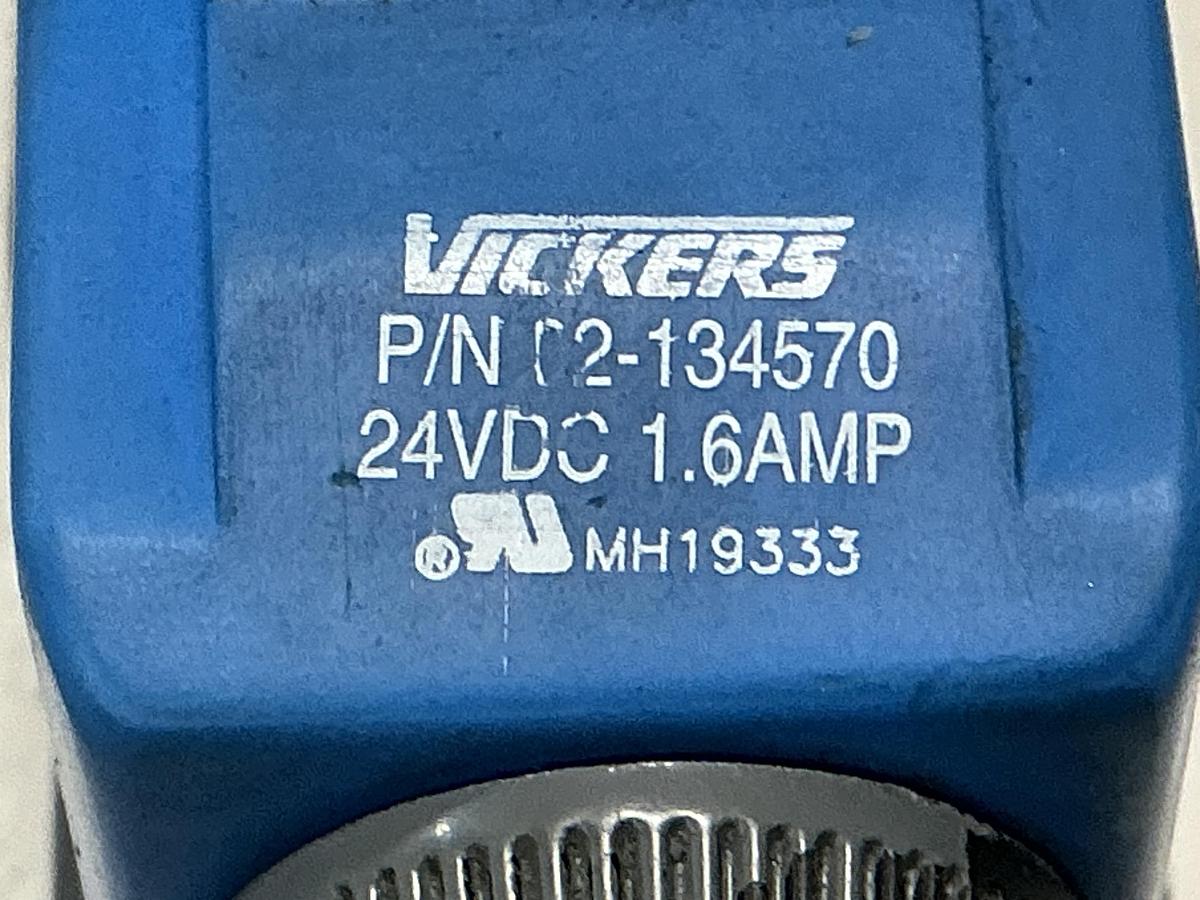 VICKERS
P/N 02-134570
24VDC 1.6AMP
® MH19333